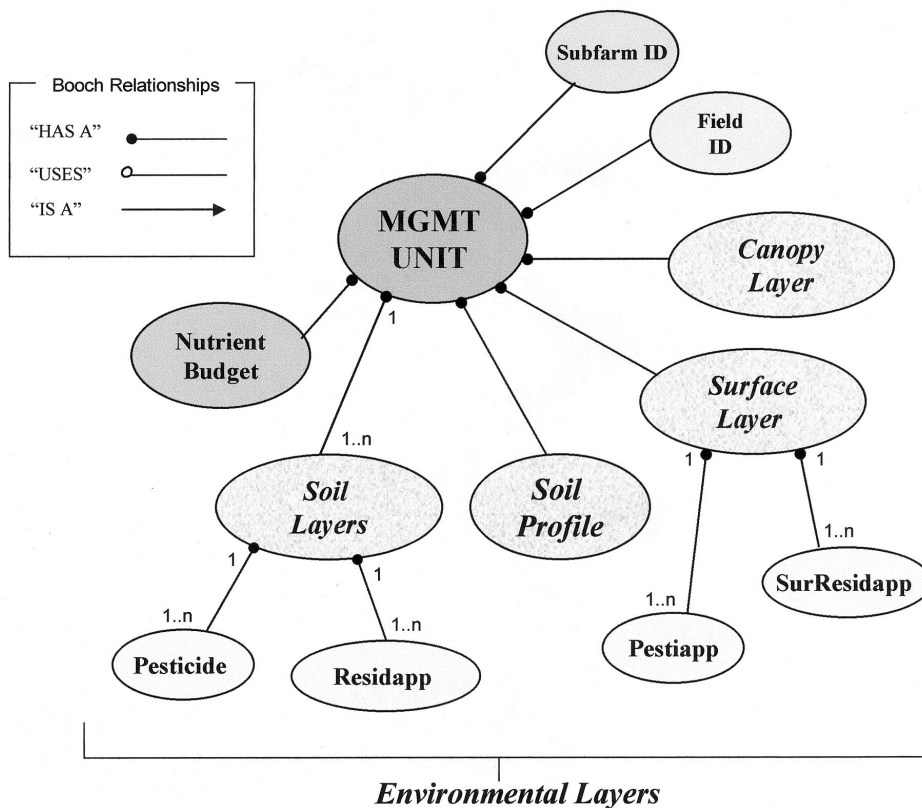 Subfarm ID
Booch Relationships
"HAS A"
"USES"
"IS A"
Field
ID
MGMT
UNIT
Canopy
Layer
1
Nutrient
Budget
Surface
Layer
1..n
1
1
Soil
Layers
Soil
Profile
1..n
SurResidapp
1
1
1..n
1..n
1..n
Pesticide
Residapp
Pestiapp
Environmental Layers